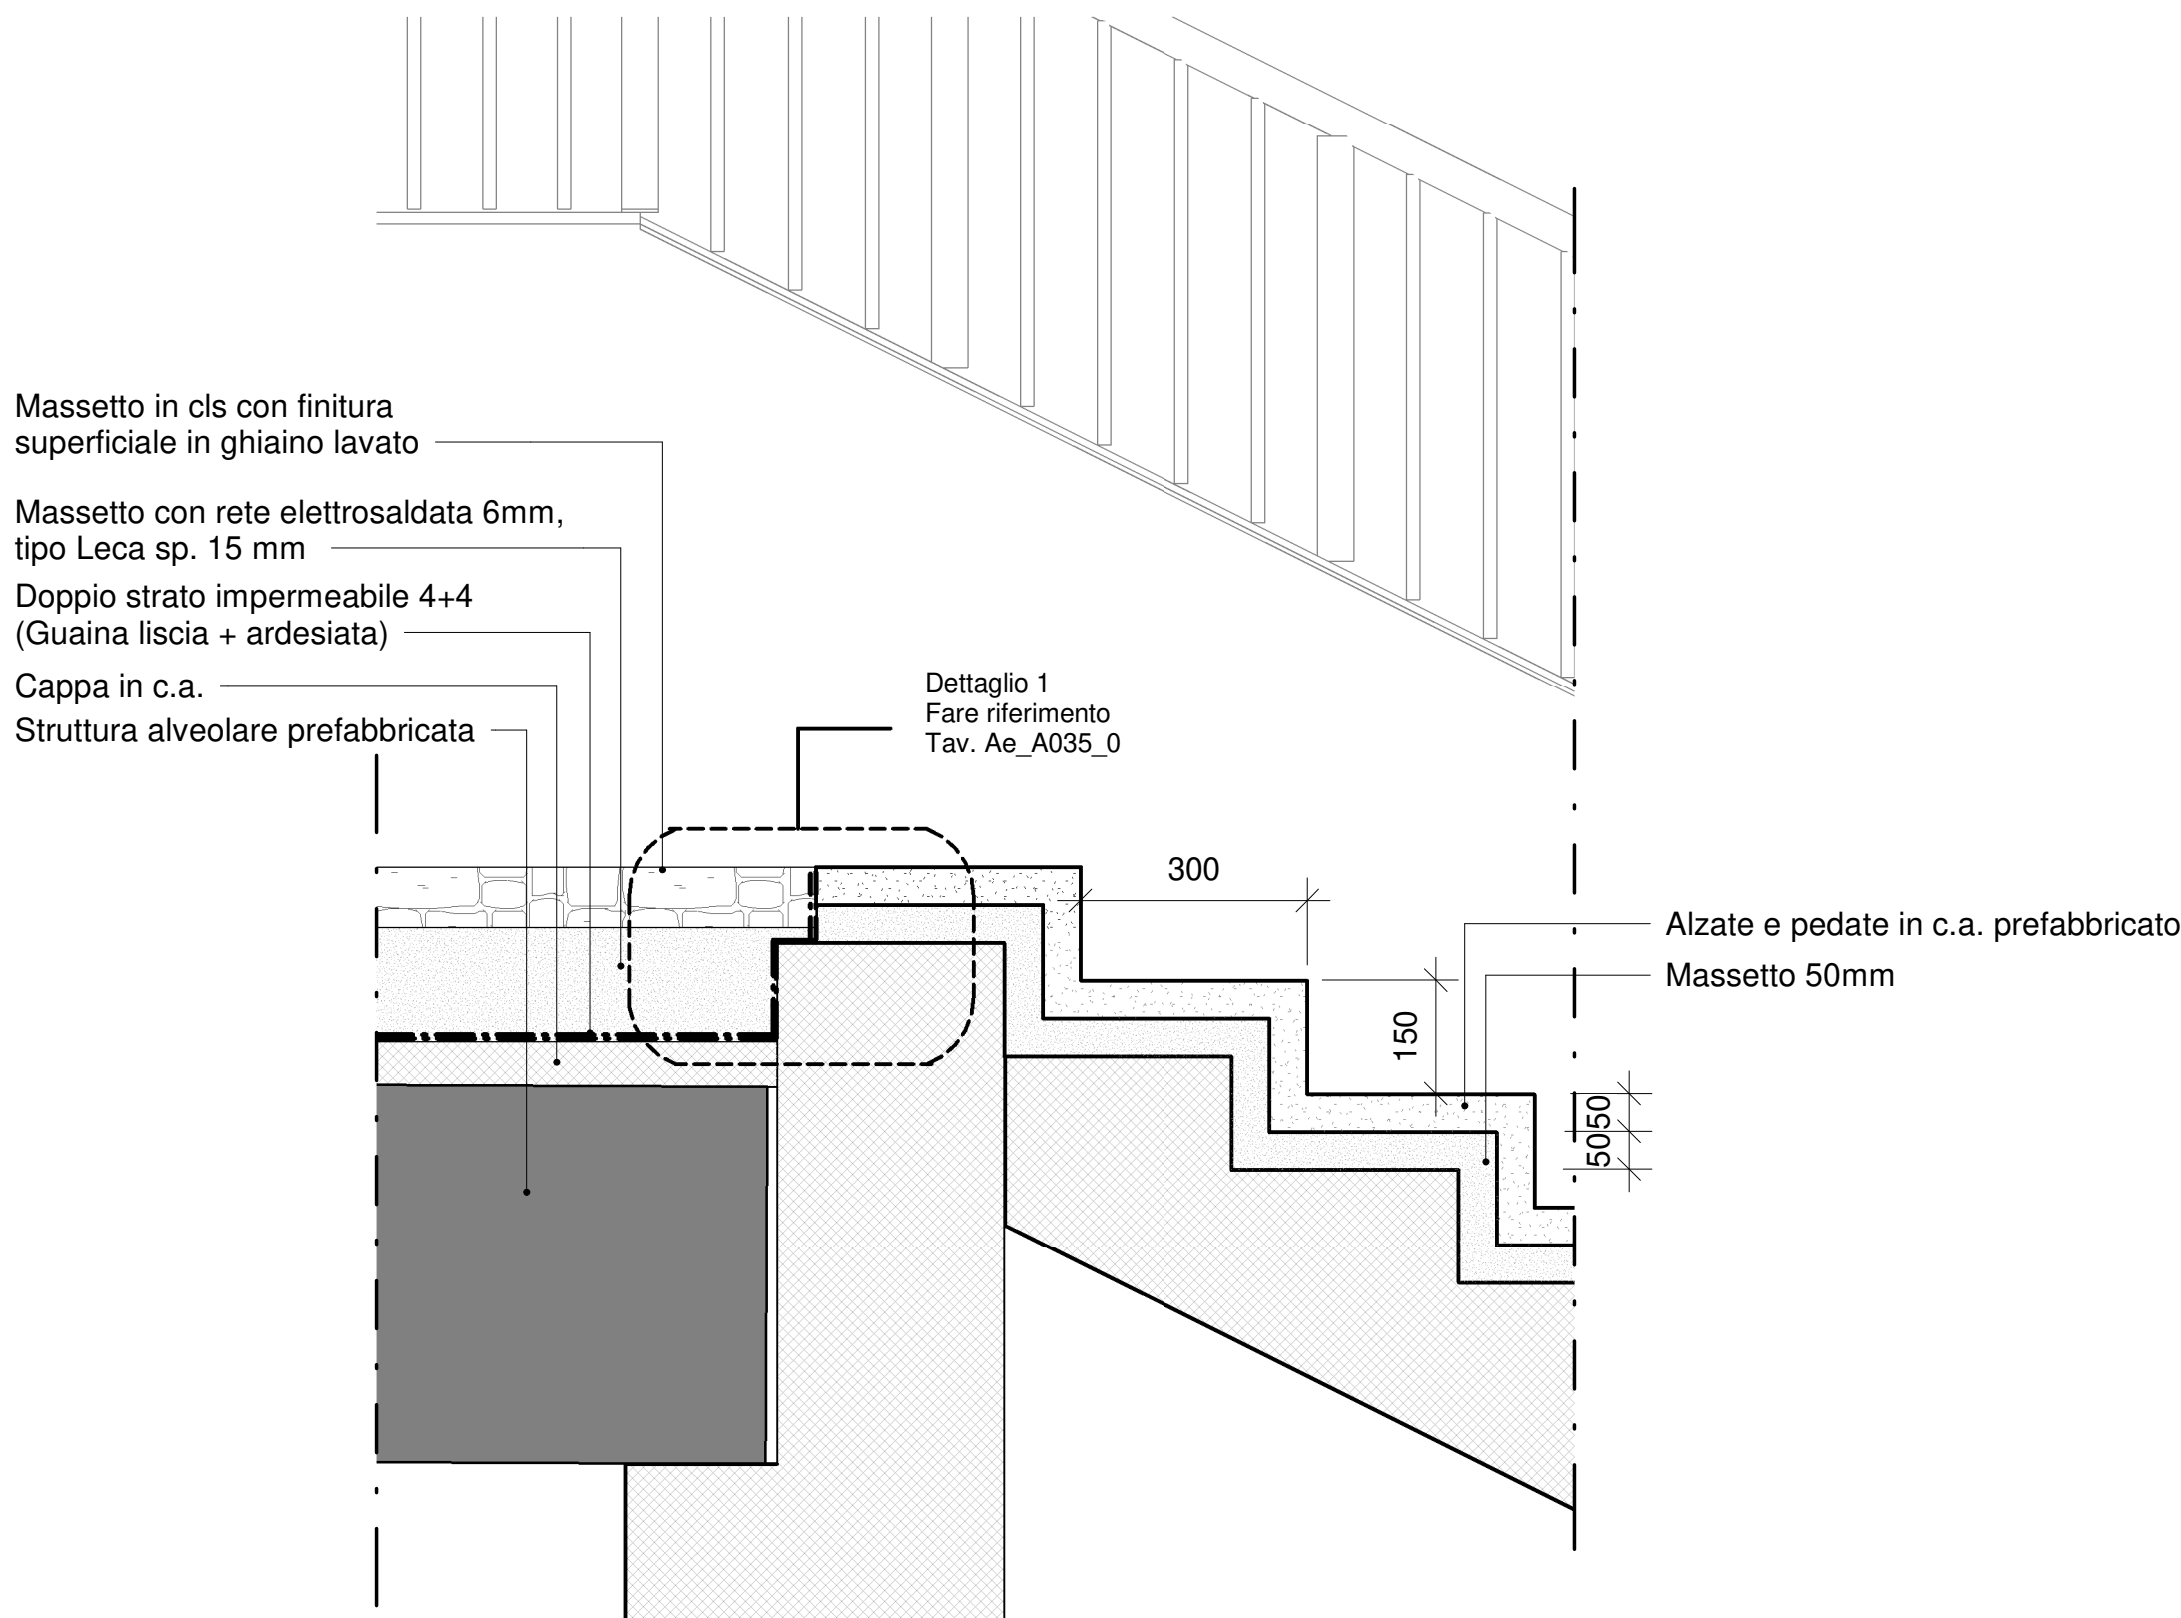 Massetto in cls con finitura
superficiale in ghiaino lavato
Massetto con rete elettrosaldata 6mm,
tipo Leca sp. 15 mm
Doppio strato impermeabile 4+4
(Guaina liscia + ardesiata)
Cappa in c.a.
Struttura alveolare prefabbricata
Dettaglio 1
Fare riferimento
Tav. Ae_A035_0
300
150
50
50
Alzate e pedate in c.a. prefabbricato
Massetto 50mm